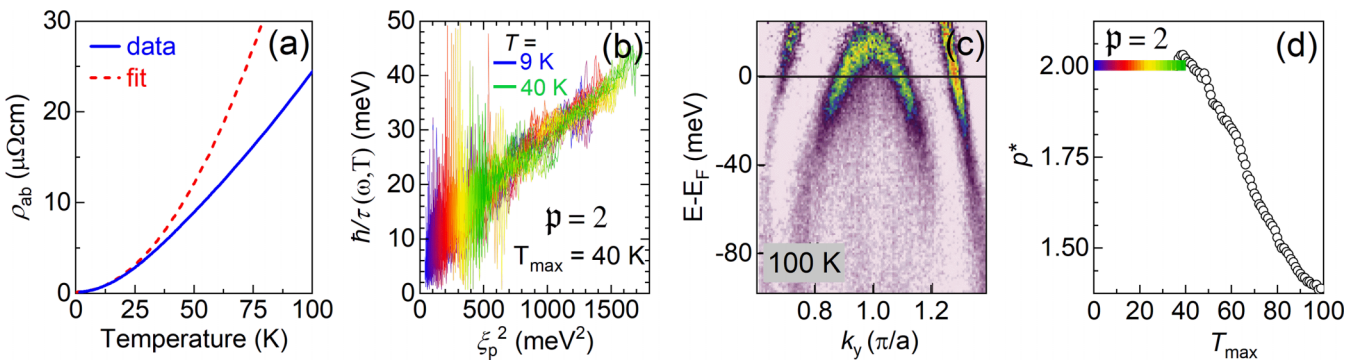 (a)
data
fit
30
20
10
0
0 25 50 75 100
Temperature (K)
ρab (μΩcm)
(b)
T =
9 K
40 K
𝔭 = 2
Tmax = 40 K
50
40
30
20
10
0
0 500 1000 1500
ξp² (meV²)
ħ/τ(ω,T) (meV)
(c)
100 K
0
-40
-80
0.8 1.0 1.2
ky (π/a)
E-EF (meV)
(d)
𝔭 = 2
2.00
1.75
1.50
0 20 40 60 80 100
Tmax
p*